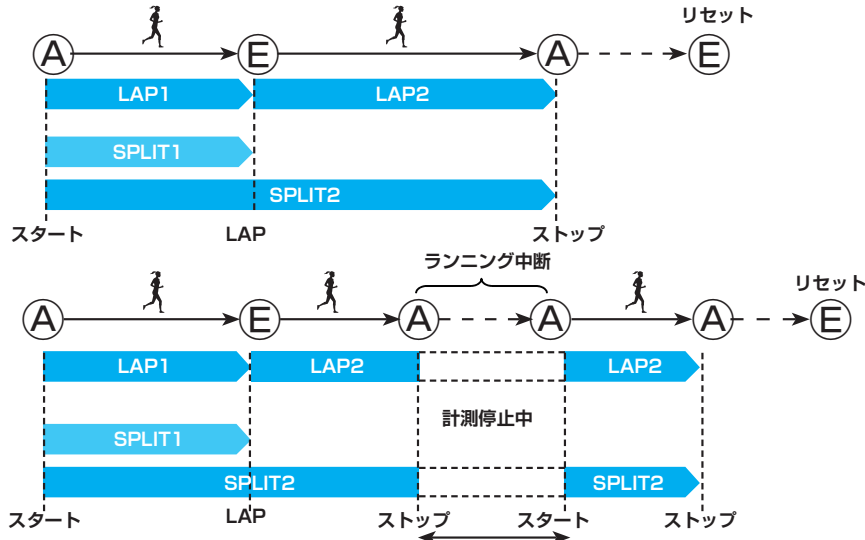 リセット
A E A E
LAP1 LAP2
SPLIT1
SPLIT2
スタート LAP ストップ
ランニング中断
リセット
A E A A A E
LAP1 LAP2 LAP2
計測停止中
SPLIT1
SPLIT2 SPLIT2
スタート LAP ストップ スタート ストップ